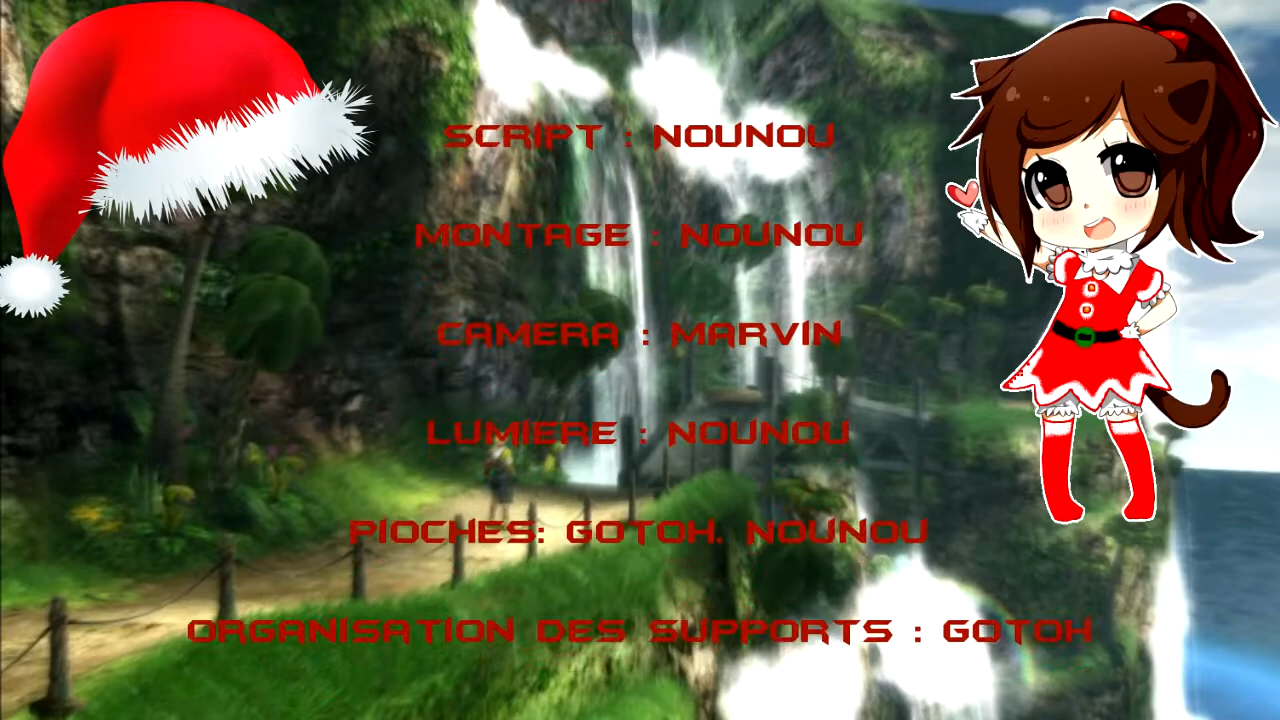 SCRIPT : NOUNOU
MONTAGE : NOUNOU
CAMERA : MARVIN
LUMIERE : NOUNOU
PIOCHES: GOTOH, NOUNOU
ORGANISATION DES SUPPORTS : GOTOH